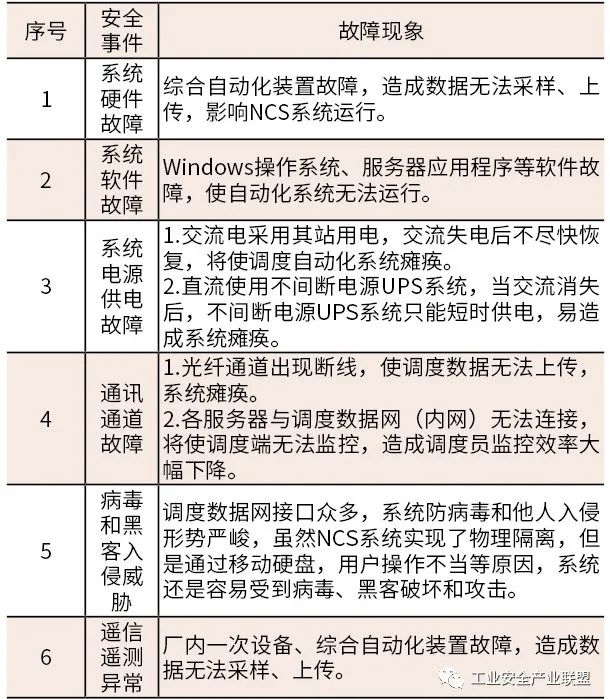 序号
安全
事件
故障现象
1
系统
硬件
故障
综合自动化装置故障，造成数据无法采样、上
传，影响NCS系统运行。
2
系统
软件
故障
Windows操作系统、服务器应用程序等软件故
障，使自动化系统无法运行。
3
系统
电源
供电
故障
1.交流电采用其站用电，交流失电后不尽快恢
复，将使调度自动化系统瘫痪。
2.直流使用不间断电源UPS系统，当交流消失
后，不间断电源UPS系统只能短时供电，易造
成系统瘫痪。
4
通讯
通道
故障
1.光纤通道出现断线，使调度数据无法上传，
系统瘫痪。
2.各服务器与调度数据网（内网）无法连接，
将使调度端无法监控，造成调度员监控效率大
幅下降。
5
病毒
和黑
客入
侵威
胁
调度数据网接口众多，系统防病毒和他人入侵
形势严峻，虽然NCS系统实现了物理隔离，但
是通过移动硬盘，用户操作不当等原因，系统
还是容易受到病毒、黑客破坏和攻击。
6
遥信
遥测
异常
厂内一次设备、综合自动化装置故障，造成数
据无法采样、上传。
工业安全产业联盟